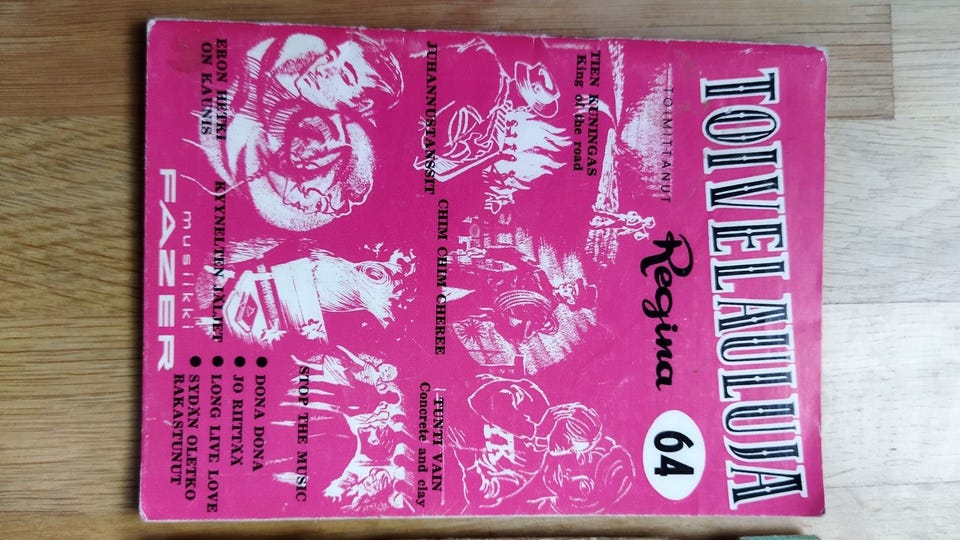 TOIVELAULUJA
TOIMITTANUT Regina 64
TIEN KUNINGAS
King of the road
JUHANNUSTANSSIT
CHIM CHIM CHEREE
TUNTI VAIN
Concrete and clay
ERON HETKI
ON KAUNIS
KYYNELTEN JÄLJET
STOP THE MUSIC
● DONA DONA
● JO RIITTÄÄ
● LONG LIVE LOVE
● SYDÄN OLETKO
RAKASTUNUT
musiikki
FAZER